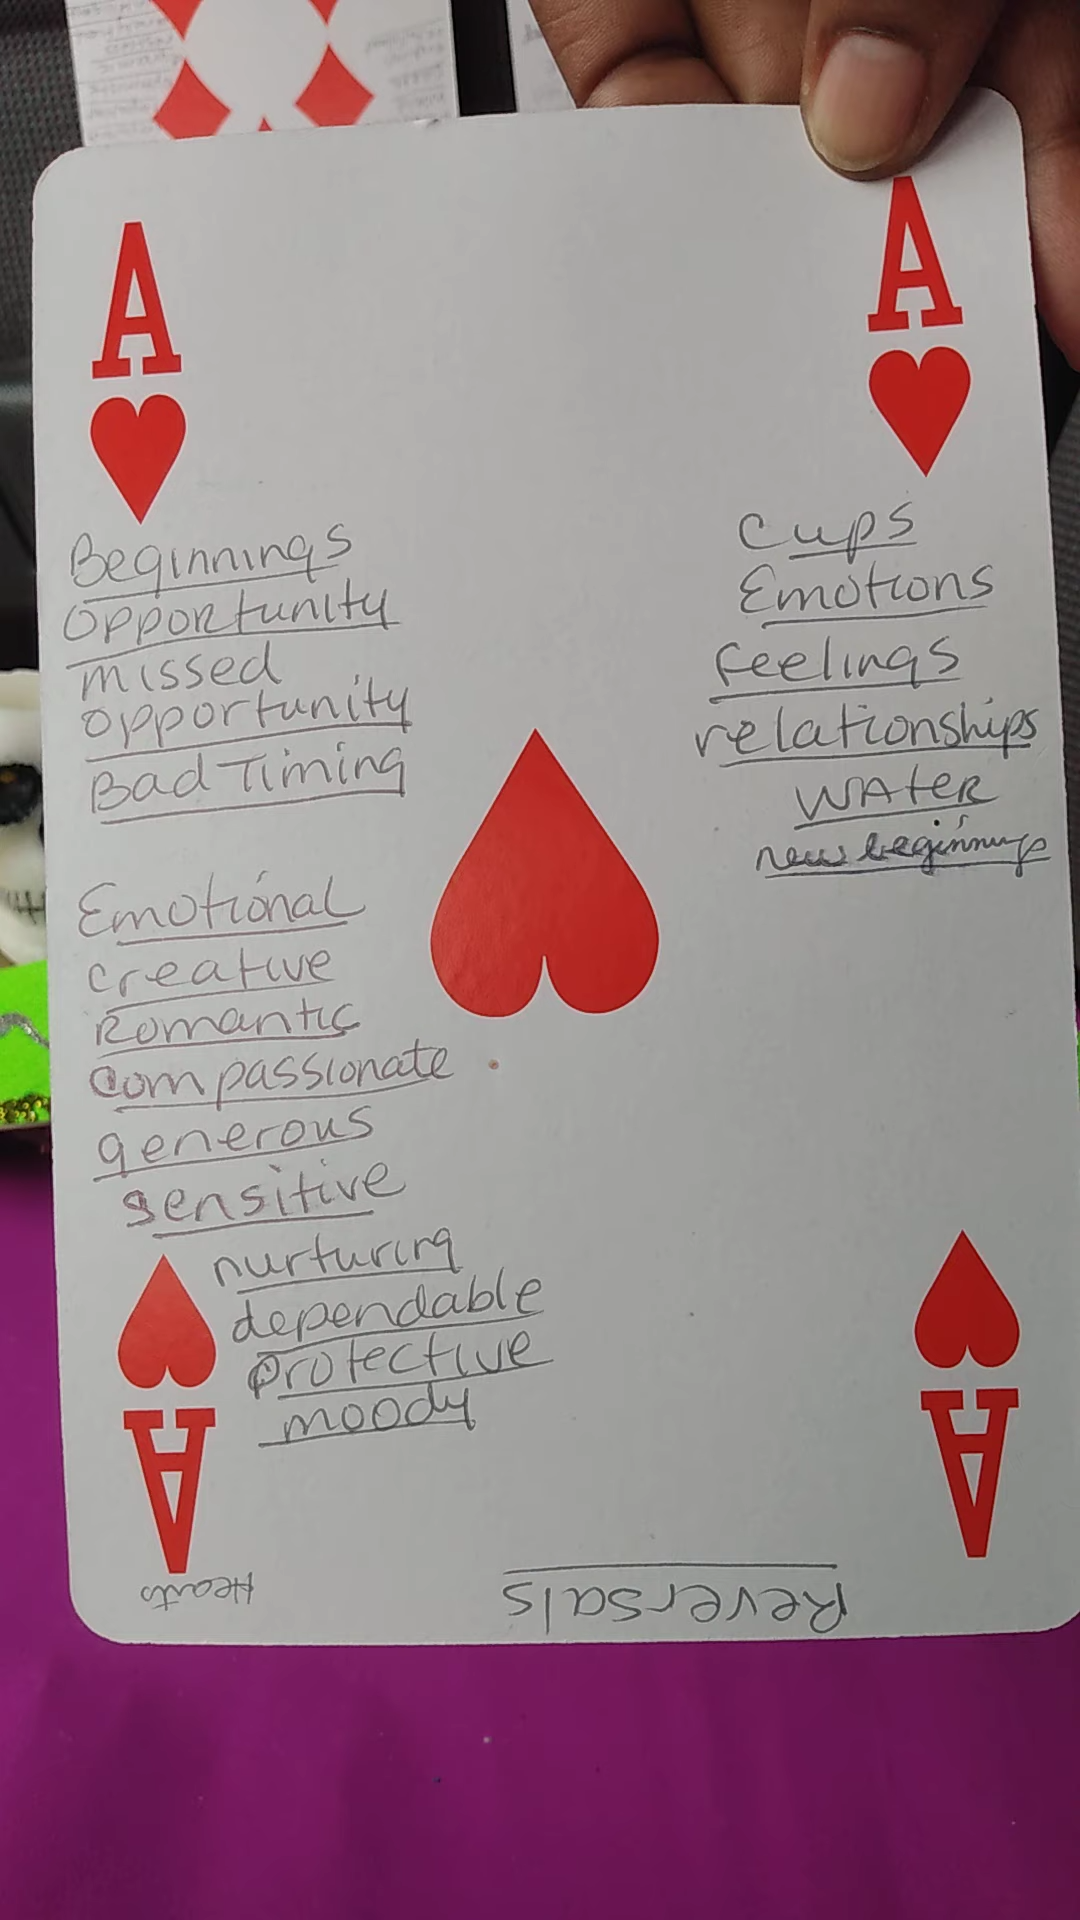 A
A
Beginnings
Opportunity
missed
opportunity
Bad Timing
Cups
Emotions
Feelings
relationships
WAteR
new beginnings
Emotional
creative
Romantic
compassionate
generous
sensitive
nurturing
dependable
protective
moody
A
A
Hearts
Reversals